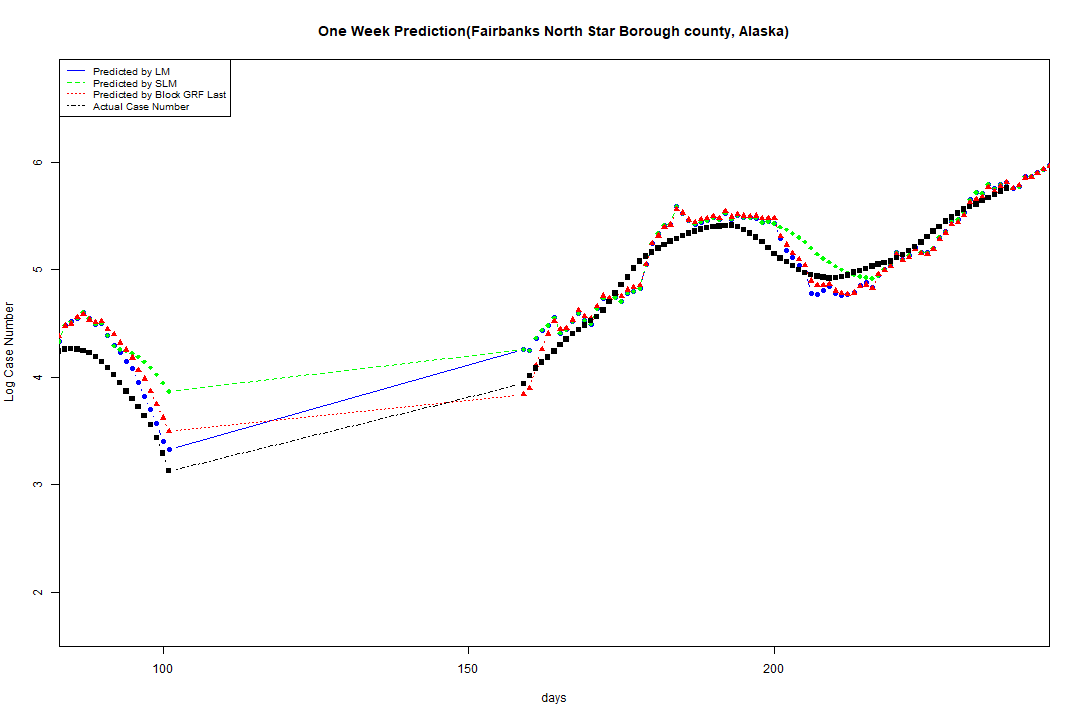 One Week Prediction(Fairbanks North Star Borough county, Alaska)
Predicted by LM
Predicted by SLM
Predicted by Block GRF Last
Actual Case Number
Log Case Number
6
5
4
3
2
100
150
200
days